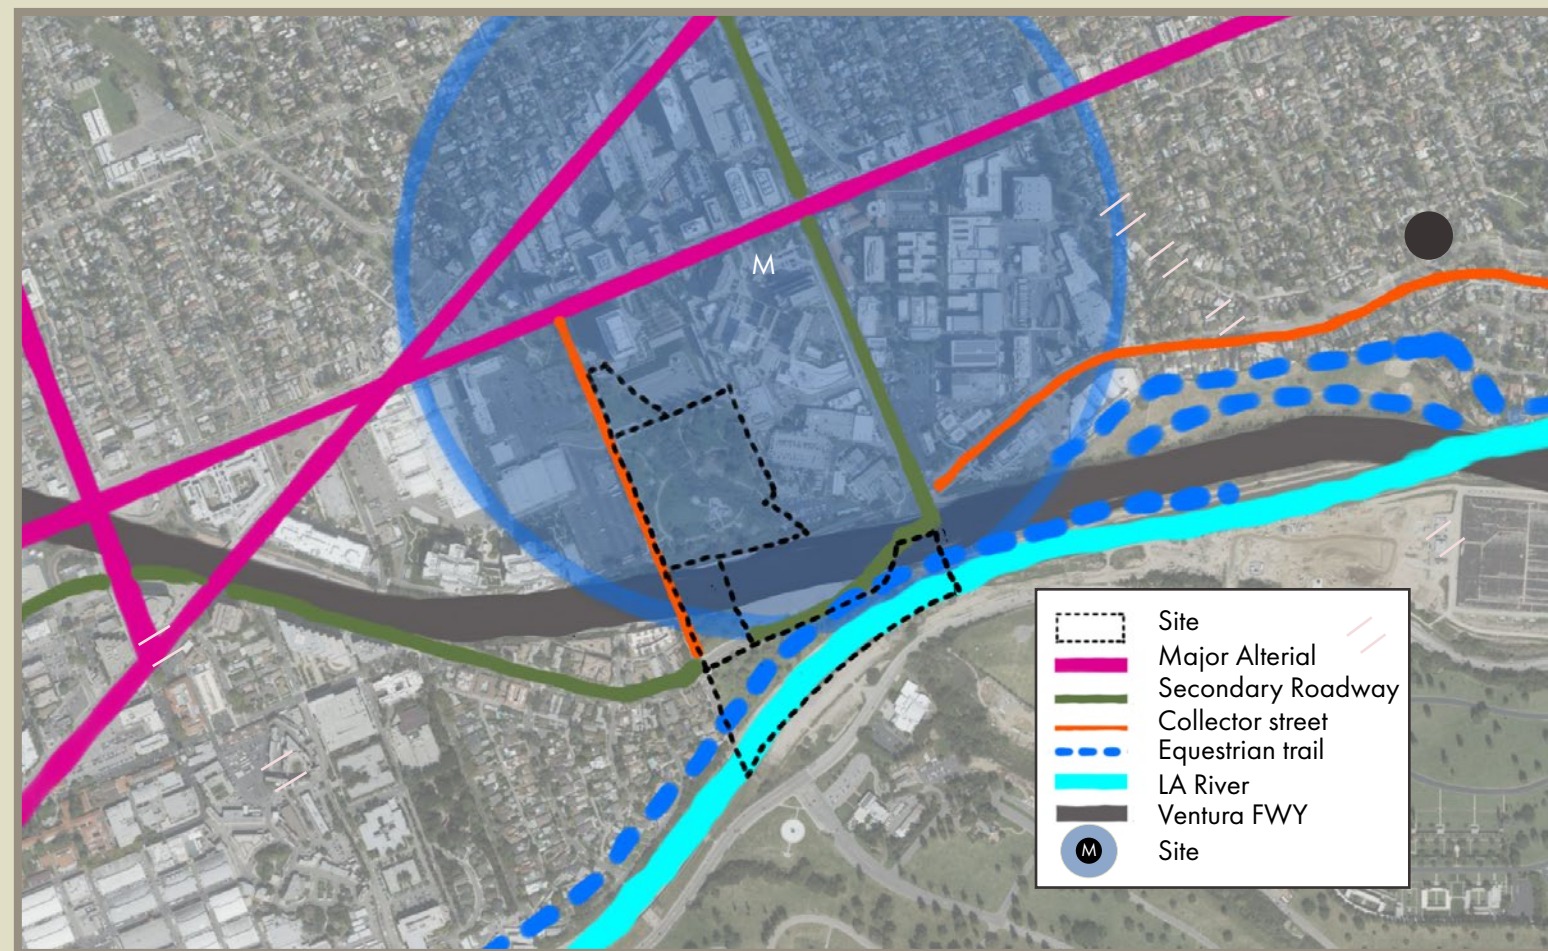 M
Site
Major Alterial
Secondary Roadway
Collector street
Equestrian trail
LA River
Ventura FWY
M
Site